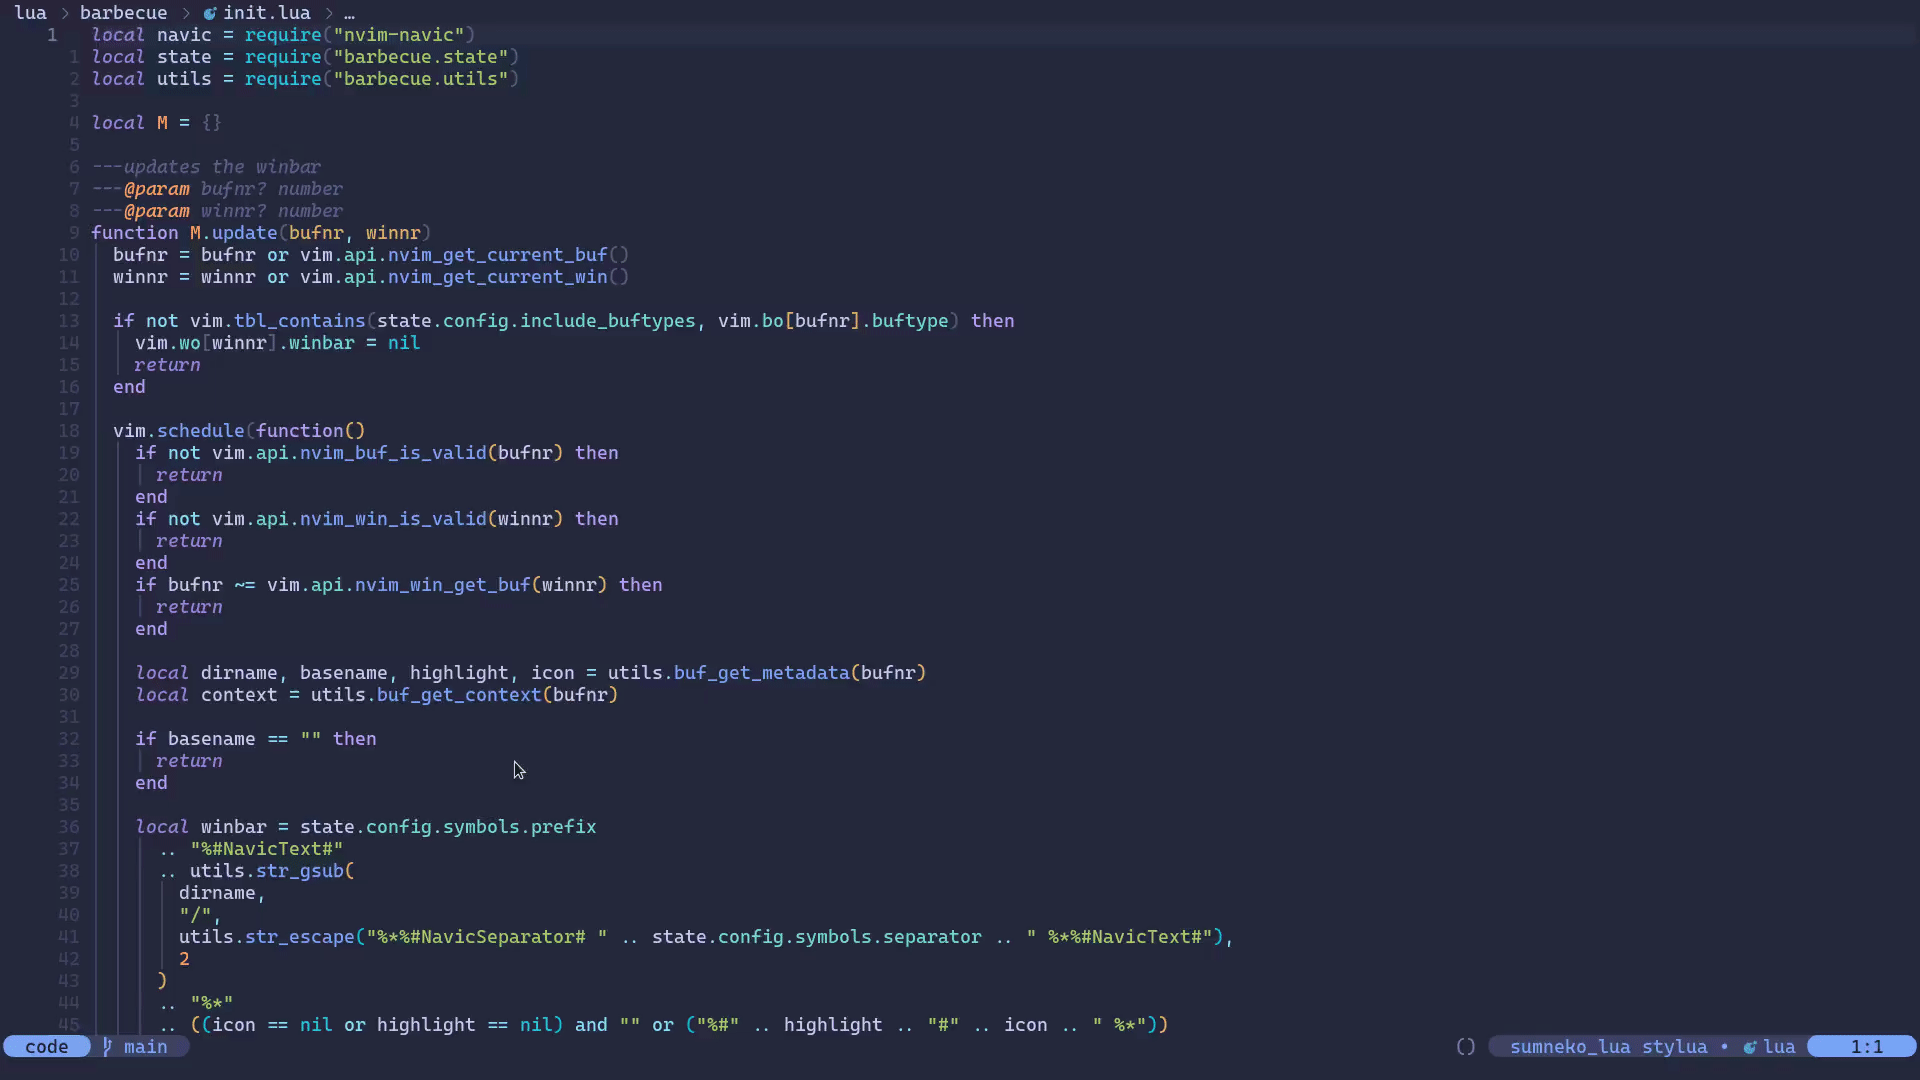 lua > barbecue > init.lua > …
1 local navic = require("nvim-navic")
1 local state = require("barbecue.state")
2 local utils = require("barbecue.utils")
3
4 local M = {}
5
6 ---updates the winbar
7 ---@param bufnr? number
8 ---@param winnr? number
9 function M.update(bufnr, winnr)
10 bufnr = bufnr or vim.api.nvim_get_current_buf()
11 winnr = winnr or vim.api.nvim_get_current_win()
12
13 if not vim.tbl_contains(state.config.include_buftypes, vim.bo[bufnr].buftype) then
14 vim.wo[winnr].winbar = nil
15 return
16 end
17
18 vim.schedule(function()
19 if not vim.api.nvim_buf_is_valid(bufnr) then
20 return
21 end
22 if not vim.api.nvim_win_is_valid(winnr) then
23 return
24 end
25 if bufnr ~= vim.api.nvim_win_get_buf(winnr) then
26 return
27 end
28
29 local dirname, basename, highlight, icon = utils.buf_get_metadata(bufnr)
30 local context = utils.buf_get_context(bufnr)
31
32 if basename == "" then
33 return
34 end
35
36 local winbar = state.config.symbols.prefix
37 .. "%#NavicText#"
38 .. utils.str_gsub(
39 dirname,
40 "/",
41 utils.str_escape("%*%#NavicSeparator# " .. state.config.symbols.separator .. " %*%#NavicText#"),
42 2
43 )
44 .. "%*"
45 .. ((icon == nil or highlight == nil) and "" or ("%#" .. highlight .. "#" .. icon .. " %*"))
code main () sumneko_lua stylua • lua 1:1